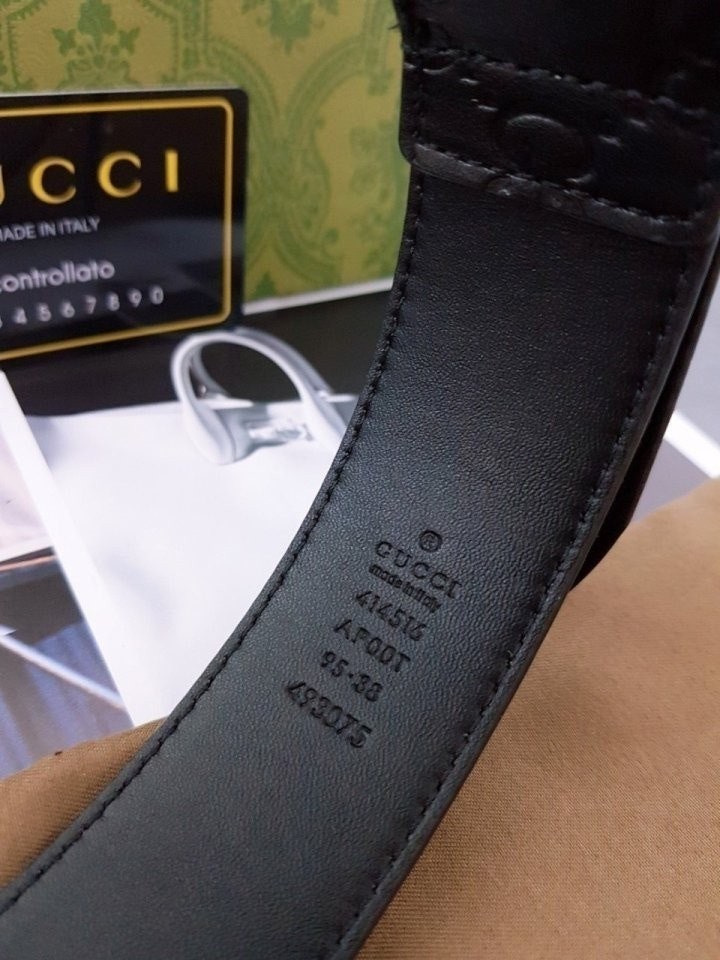 UCCI
MADE IN ITALY
controllato
4567890
®
GUCCI
made in italy
414516
AP00T
95·38
493075